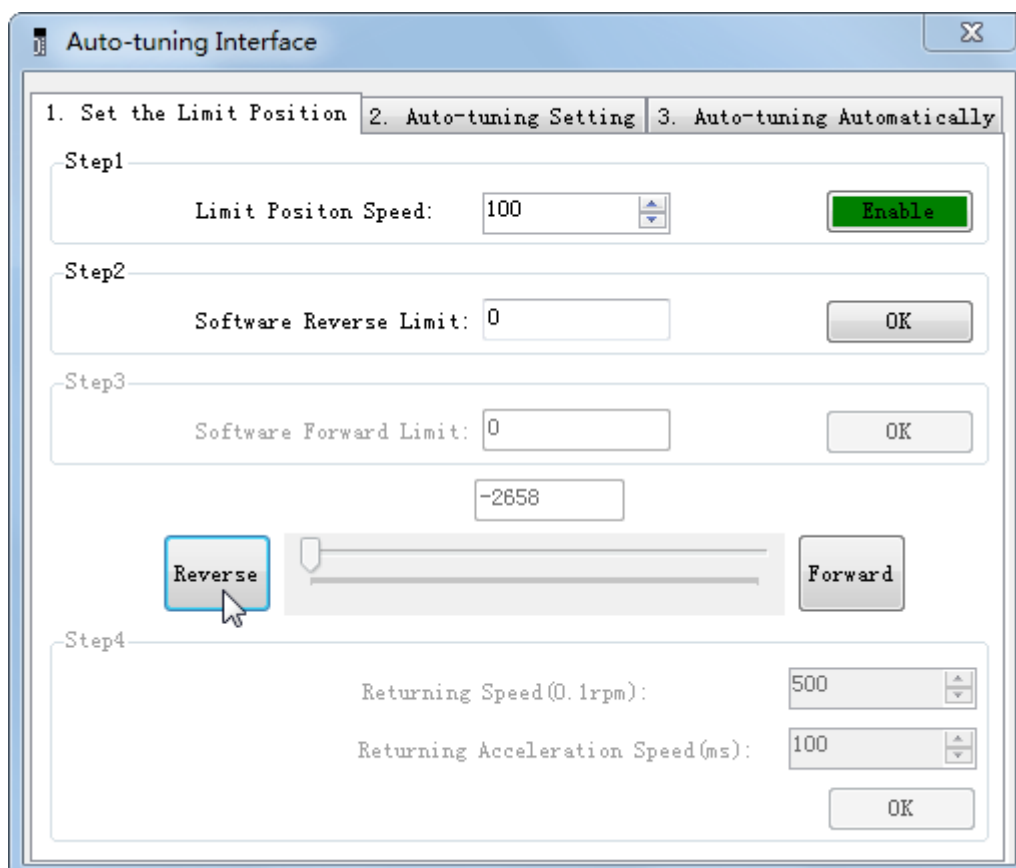 Auto-tuning Interface
1. Set the Limit Position 2. Auto-tuning Setting 3. Auto-tuning Automatically
Step1
Limit Positon Speed: 100 Enable
Step2
Software Reverse Limit: 0 OK
Step3
Software Forward Limit: 0 OK
-2658
Reverse Forward
Step4
Returning Speed(0.1rpm): 500
Returning Acceleration Speed(ms): 100
OK